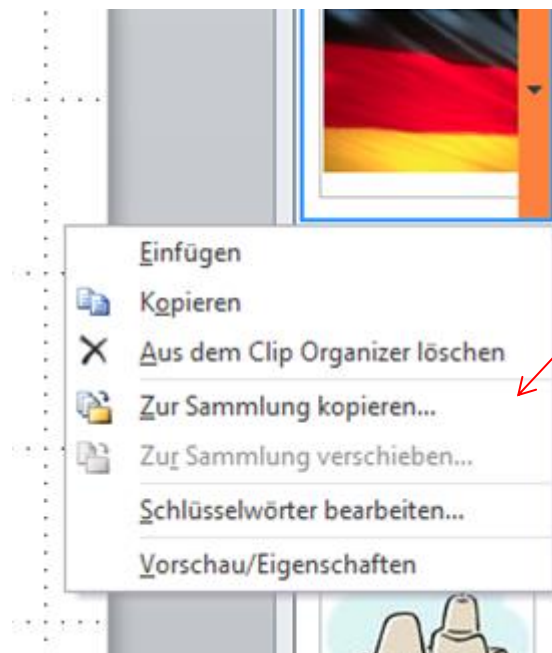 Einfügen
Kopieren
Aus dem Clip Organizer löschen
Zur Sammlung kopieren...
Zur Sammlung verschieben...
Schlüsselwörter bearbeiten...
Vorschau/Eigenschaften